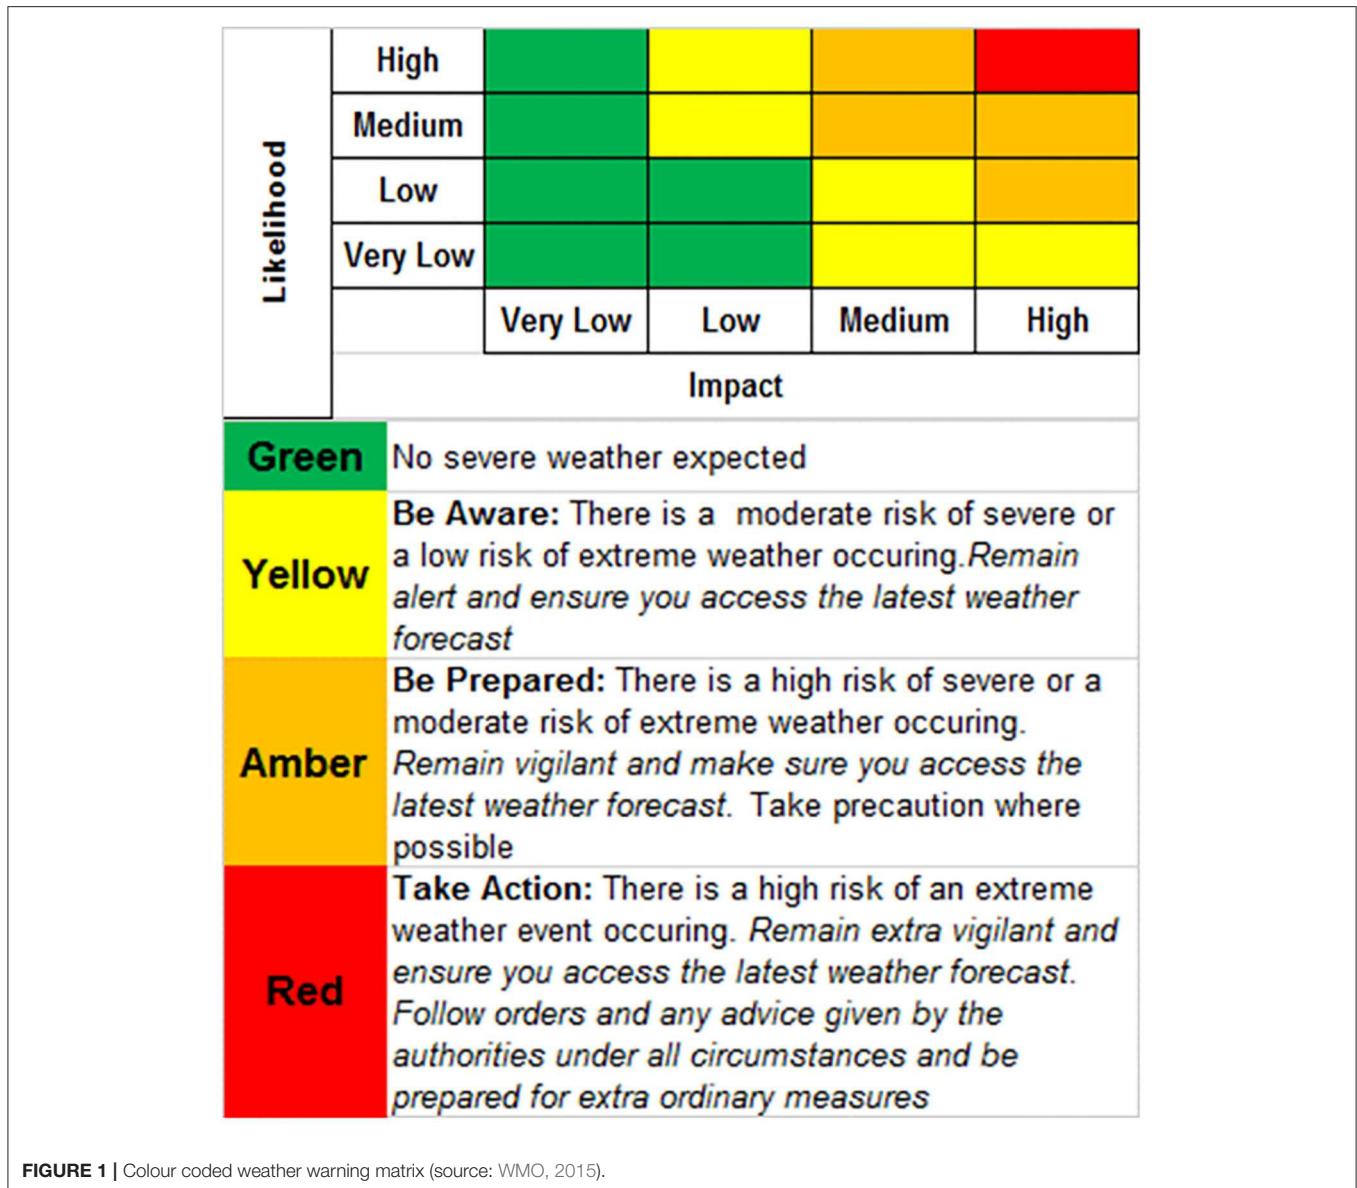 Likelihood
High
Medium
Low
Very Low
Very Low Low Medium High
Impact
Green
No severe weather expected
Yellow
Be Aware: There is a moderate risk of severe or
a low risk of extreme weather occuring.Remain
alert and ensure you access the latest weather
forecast
Amber
Be Prepared: There is a high risk of severe or a
moderate risk of extreme weather occuring.
Remain vigilant and make sure you access the
latest weather forecast. Take precaution where
possible
Red
Take Action: There is a high risk of an extreme
weather event occuring. Remain extra vigilant and
ensure you access the latest weather forecast.
Follow orders and any advice given by the
authorities under all circumstances and be
prepared for extra ordinary measures
FIGURE 1 | Colour coded weather warning matrix (source: WMO, 2015).